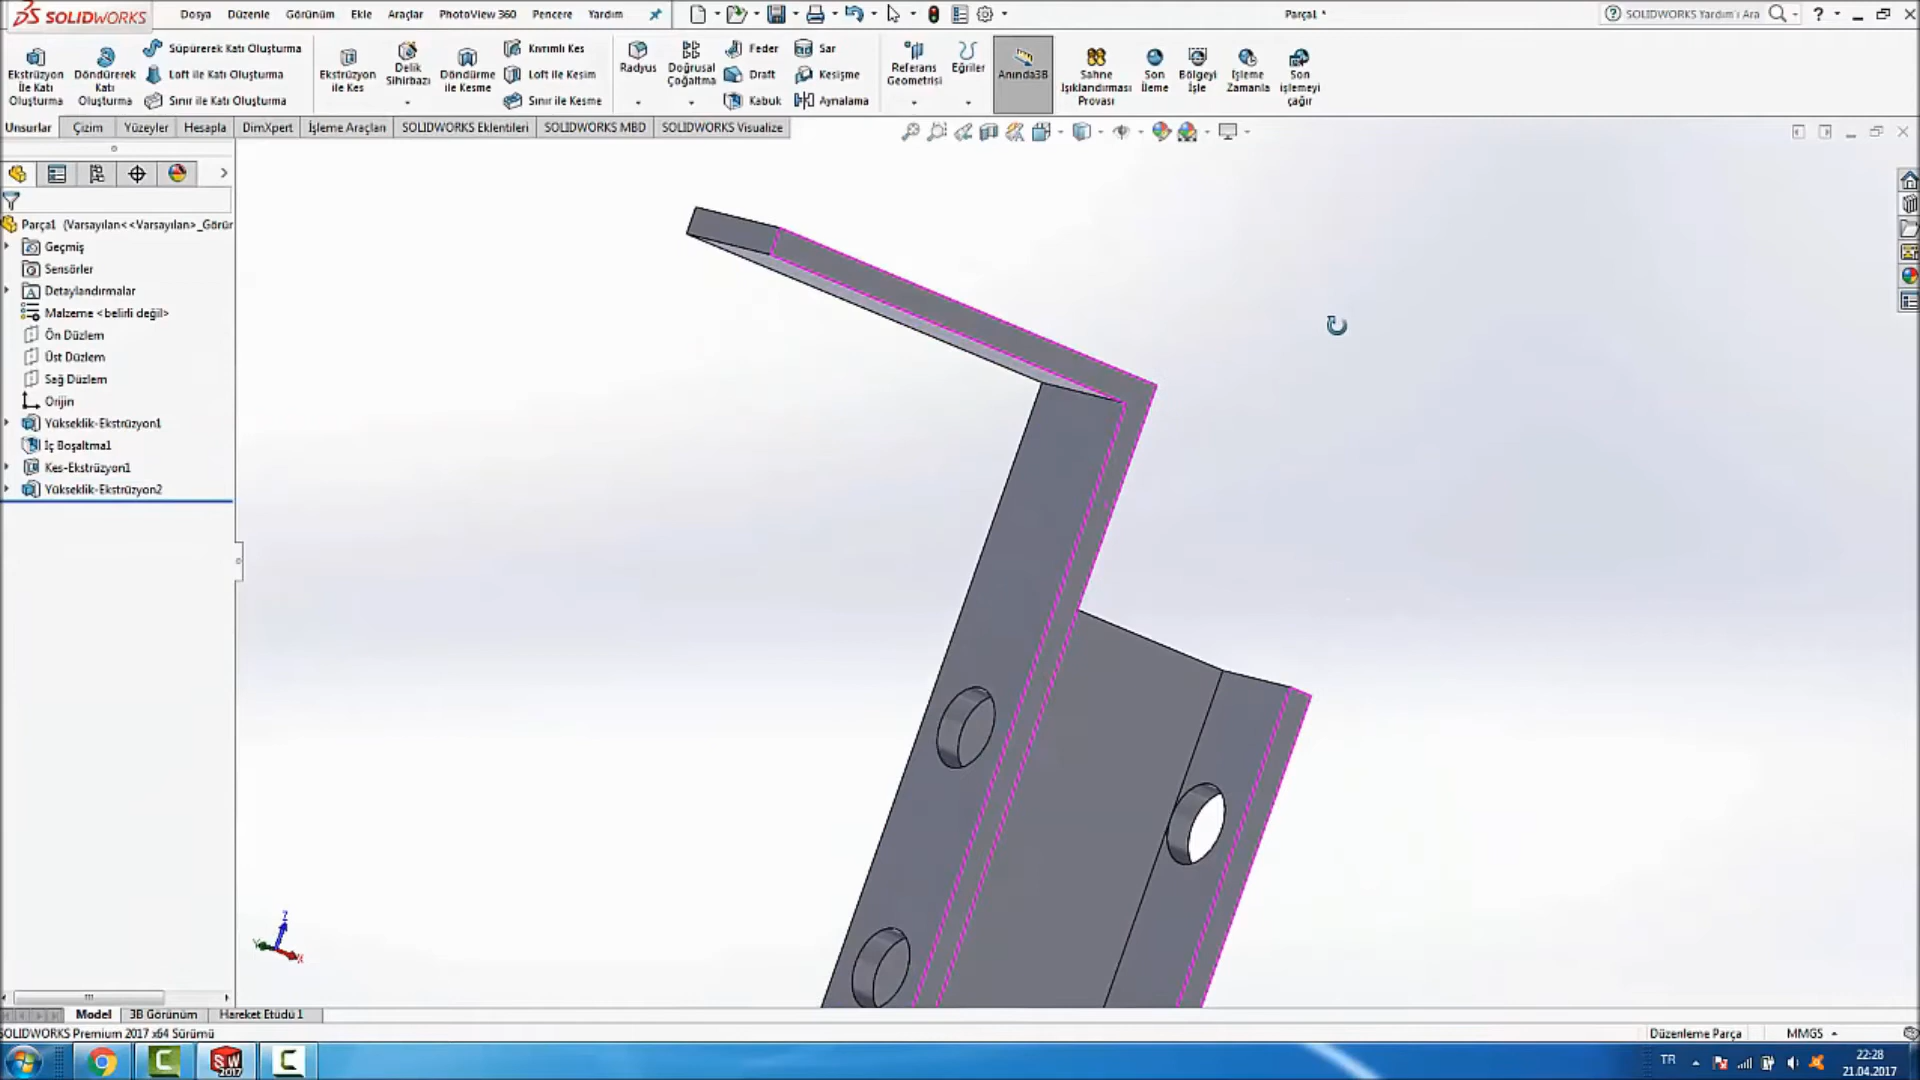 SOLIDWORKS
Dosya Düzenle Görünüm Ekle Araçlar PhotoView 360 Pencere Yardım
Parça1 *
SOLIDWORKS Yardım'ı Ara
Ekstrüzyon İle Katı Oluşturma
Döndürerek Katı Oluşturma
Süpürerek Katı Oluşturma
Loft ile Katı Oluşturma
Sınır ile Katı Oluşturma
Ekstrüzyon ile Kes
Delik Sihirbazı
Döndürme ile Kesme
Kıvrımlı Kes
Loft ile Kesim
Sınır ile Kesme
Radyus
Doğrusal Çoğaltma
Feder
Draft
Kabuk
Sar
Kesişme
Aynalama
Referans Geometrisi
Eğriler
Anında3B
Sahne Işıklandırması Provası
Son İleme
Bölgeyi İşle
İşleme Zamanla
Son işlemeyi çağır
Unsurlar Çizim Yüzeyler Hesapla DimXpert İşleme Araçları SOLIDWORKS Eklentileri SOLIDWORKS MBD SOLIDWORKS Visualize
Parça1 (Varsayılan<<Varsayılan>_Görür
Geçmiş
Sensörler
Detaylandırmalar
Malzeme <belirli değil>
Ön Düzlem
Üst Düzlem
Sağ Düzlem
Orijin
Yükseklik-Ekstrüzyon1
İç Boşaltma1
Kes-Ekstrüzyon1
Yükseklik-Ekstrüzyon2
Z
Y
X
Model 3B Görünüm Hareket Etüdü 1
SOLIDWORKS Premium 2017 x64 Sürümü
Düzenleme Parça
MMGS
SW 2017
TR
22:28
21.04.2017